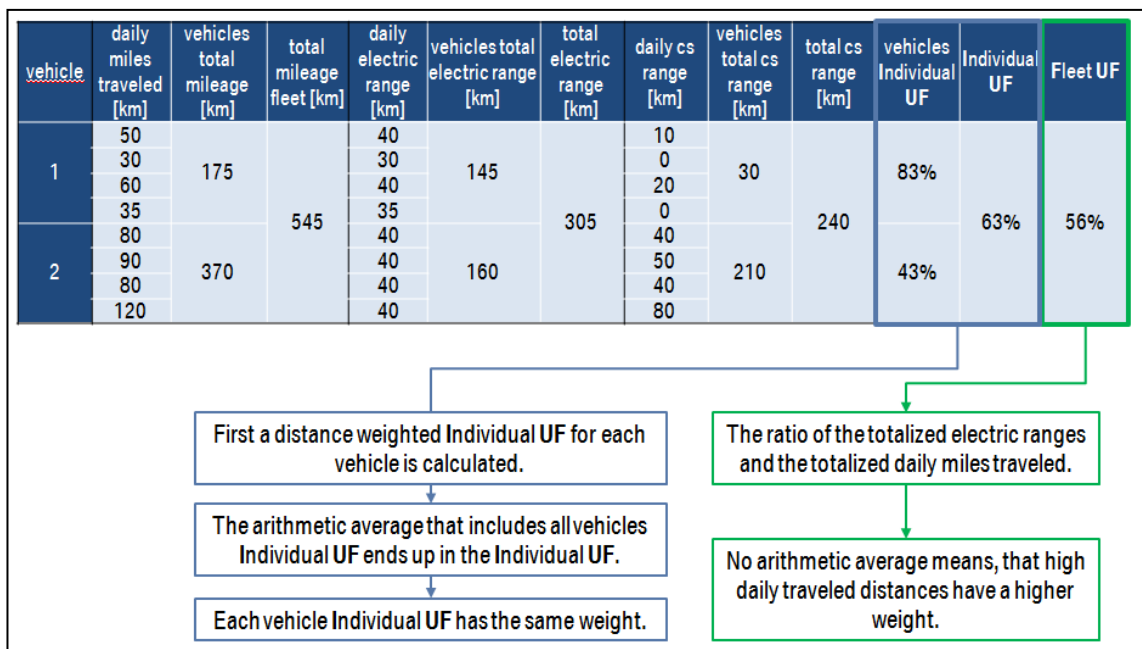 vehicle
daily
miles
traveled
[km]
vehicles
total
mileage
[km]
total
mileage
fleet [km]
daily
electric
range
[km]
vehicles total
electric range
[km]
total
electric
range
[km]
daily cs
range
[km]
vehicles
total cs
range
[km]
total cs
range
[km]
vehicles
Individual
UF
Individual
UF
Fleet UF
1
50
30
60
35
175
545
40
30
40
35
145
305
10
0
20
0
30
240
83%
63%
56%
2
80
90
80
120
370
40
40
40
40
160
40
50
40
80
210
43%
First a distance weighted Individual UF for each
vehicle is calculated.
The arithmetic average that includes all vehicles
Individual UF ends up in the Individual UF.
Each vehicle Individual UF has the same weight.
The ratio of the totalized electric ranges
and the totalized daily miles traveled.
No arithmetic average means, that high
daily traveled distances have a higher
weight.